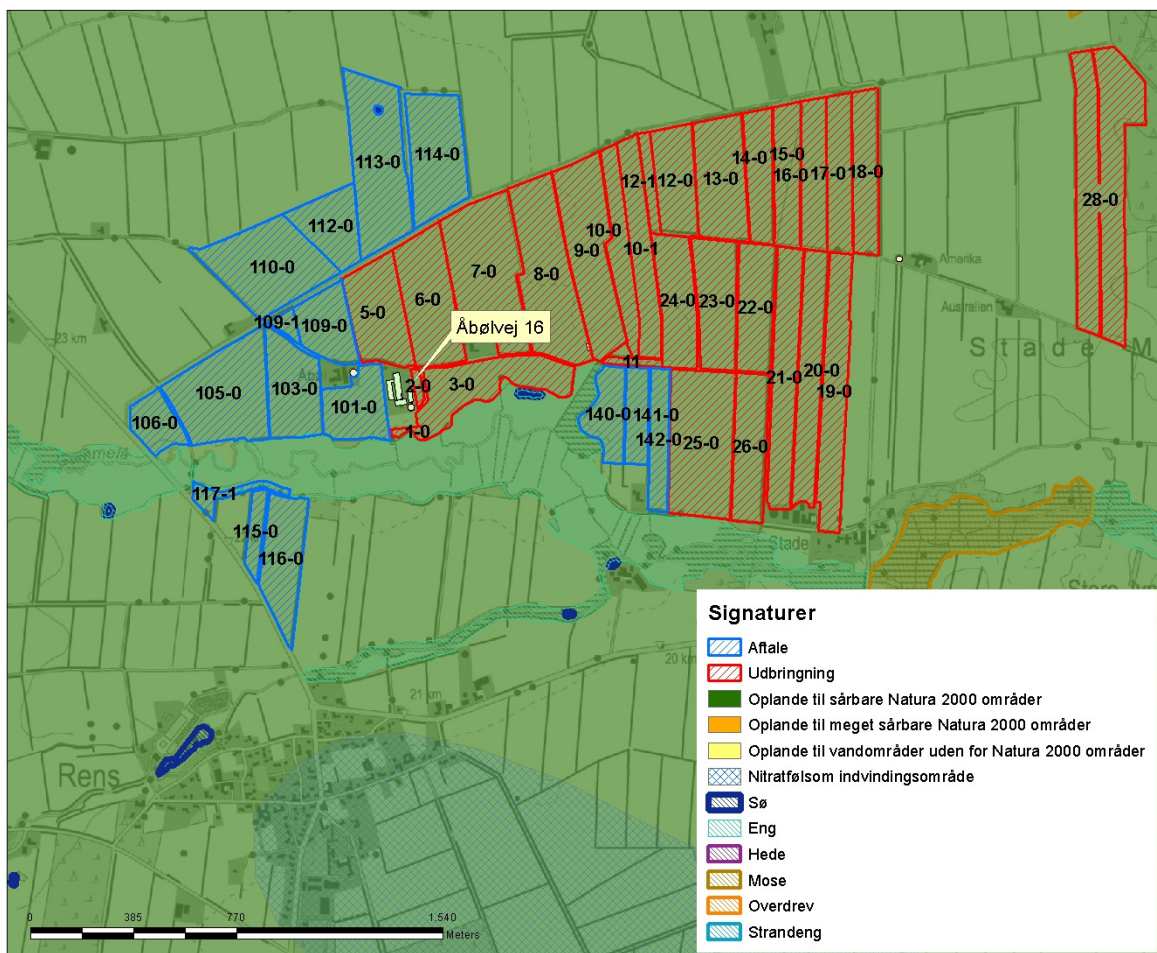 113-0
114-0
112-0
110-0
109-1
109-0
5-0
6-0
7-0
8-0
9-0
10-0
10-1
12-1
12-0
13-0
14-0
15-0
16-0
17-0
18-0
28-0
24-0
23-0
22-0
21-0
20-0
19-0
11
Amerika
Australien
Stade M
23 km
Åbølvej 16
105-0
103-0
101-0
106-0
2-0
3-0
1-0
140-0
141-0
142-0
25-0
26-0
117-1
115-0
116-0
Stade
20 km
21 km
Rens
Signaturer
Aftale
Udbringning
Oplande til sårbare Natura 2000 områder
Oplande til meget sårbare Natura 2000 områder
Oplande til vandområder uden for Natura 2000 områder
Nitratfølsom indvindingsområde
Sø
Eng
Hede
Mose
Overdrev
Strandeng
0 385 770 1.540
Meters